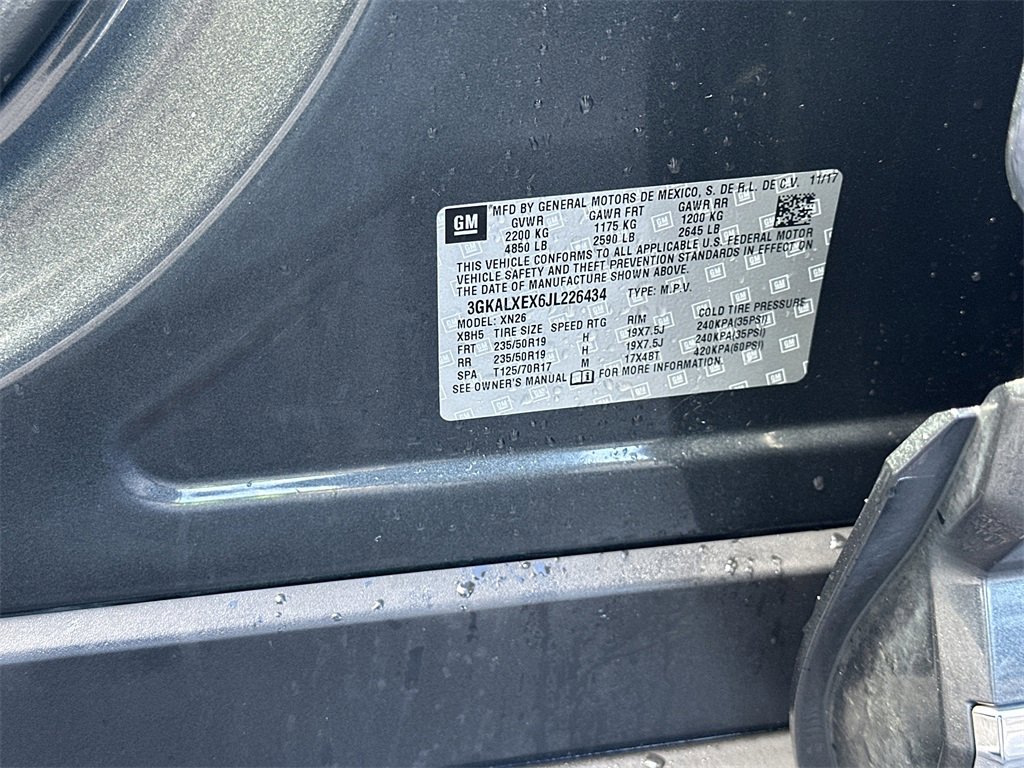 GM
MFD BY GENERAL MOTORS DE MEXICO, S. DE R.L. DE C.V. 11/17
GVWR GAWR FRT GAWR RR
2200 KG 1175 KG 1200 KG
4850 LB 2590 LB 2645 LB
THIS VEHICLE CONFORMS TO ALL APPLICABLE U.S. FEDERAL MOTOR
VEHICLE SAFETY AND THEFT PREVENTION STANDARDS IN EFFECT ON
THE DATE OF MANUFACTURE SHOWN ABOVE.
3GKALXEX6JL226434 TYPE: M.P.V.
MODEL: XN26
XBH5 TIRE SIZE SPEED RTG RIM COLD TIRE PRESSURE
FRT 235/50R19 H 19X7.5J 240KPA(35PSI)
RR 235/50R19 H 19X7.5J 240KPA(35PSI)
SPA T125/70R17 M 17X4BT 420KPA(60PSI)
SEE OWNER'S MANUAL FOR MORE INFORMATION.